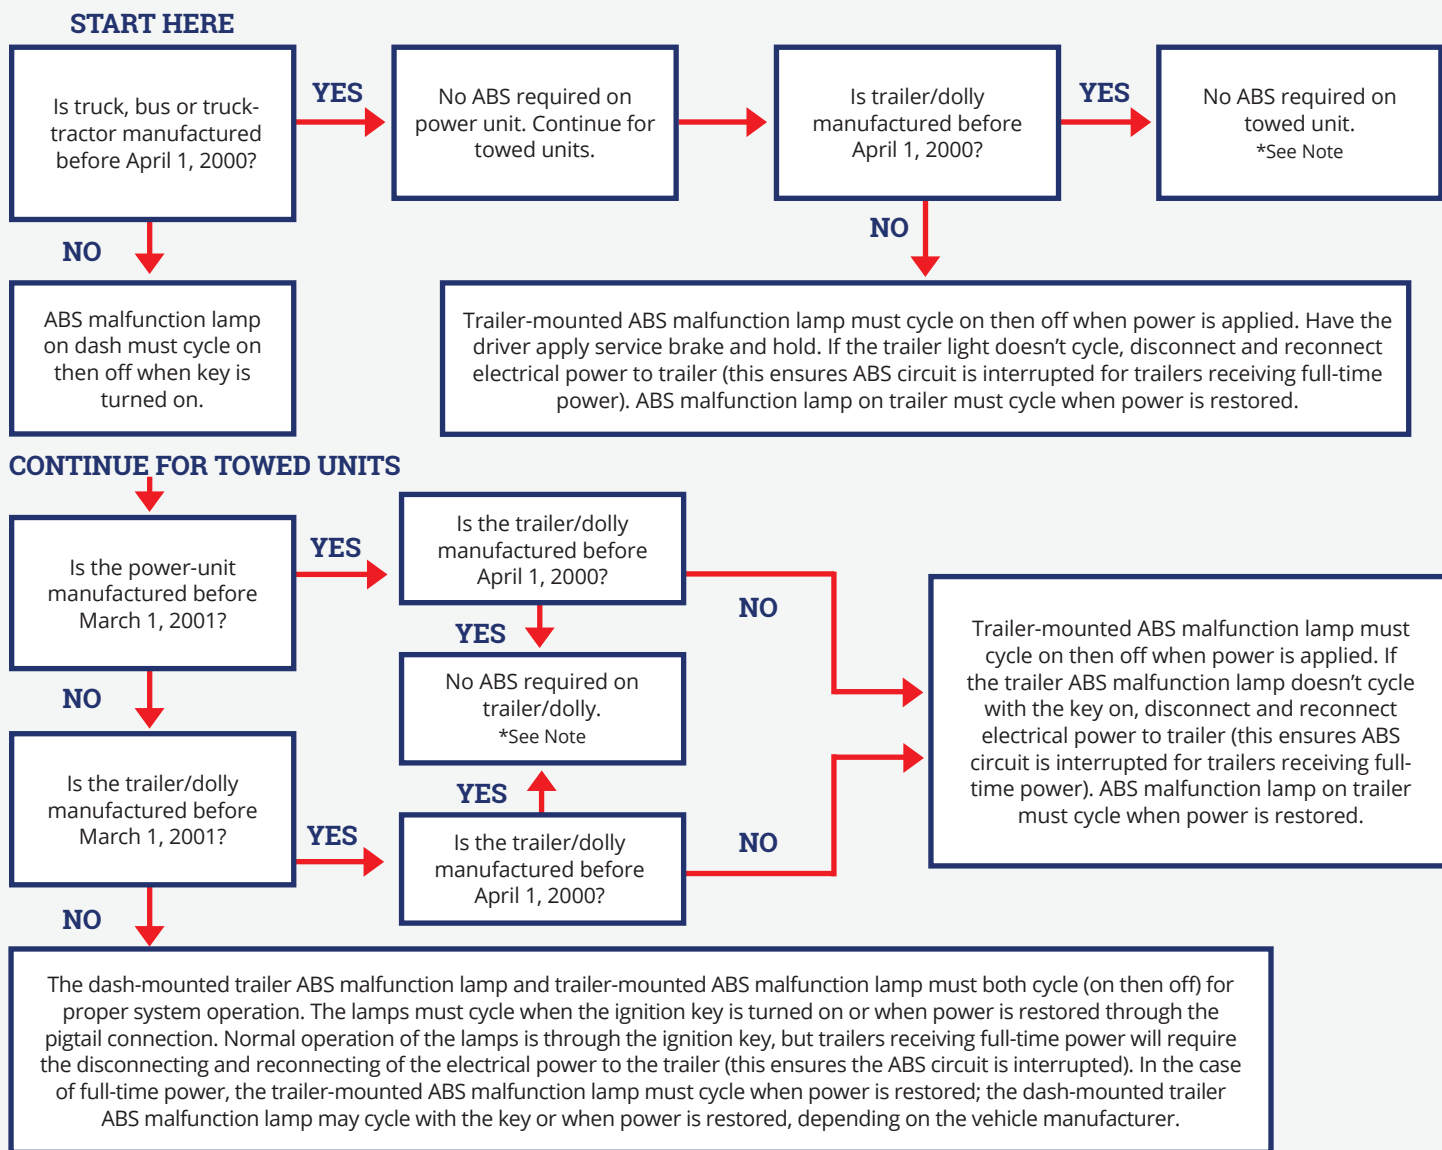 START HERE
Is truck, bus or truck-
tractor manufactured
before April 1, 2000?
YES
No ABS required on
power unit. Continue for
towed units.
Is trailer/dolly
manufactured before
April 1, 2000?
YES
No ABS required on
towed unit.
*See Note
NO
NO
ABS malfunction lamp
on dash must cycle on
then off when key is
turned on.
Trailer-mounted ABS malfunction lamp must cycle on then off when power is applied. Have the
driver apply service brake and hold. If the trailer light doesn’t cycle, disconnect and reconnect
electrical power to trailer (this ensures ABS circuit is interrupted for trailers receiving full-time
power). ABS malfunction lamp on trailer must cycle when power is restored.
CONTINUE FOR TOWED UNITS
Is the power-unit
manufactured before
March 1, 2001?
YES
Is the trailer/dolly
manufactured before
April 1, 2000?
NO
YES
No ABS required on
trailer/dolly.
*See Note
NO
Is the trailer/dolly
manufactured before
March 1, 2001?
YES
YES
Is the trailer/dolly
manufactured before
April 1, 2000?
NO
Trailer-mounted ABS malfunction lamp must
cycle on then off when power is applied. If
the trailer ABS malfunction lamp doesn’t cycle
with the key on, disconnect and reconnect
electrical power to trailer (this ensures ABS
circuit is interrupted for trailers receiving full-
time power). ABS malfunction lamp on trailer
must cycle when power is restored.
NO
The dash-mounted trailer ABS malfunction lamp and trailer-mounted ABS malfunction lamp must both cycle (on then off) for
proper system operation. The lamps must cycle when the ignition key is turned on or when power is restored through the
pigtail connection. Normal operation of the lamps is through the ignition key, but trailers receiving full-time power will require
the disconnecting and reconnecting of the electrical power to the trailer (this ensures the ABS circuit is interrupted). In the case
of full-time power, the trailer-mounted ABS malfunction lamp must cycle when power is restored; the dash-mounted trailer
ABS malfunction lamp may cycle with the key or when power is restored, depending on the vehicle manufacturer.